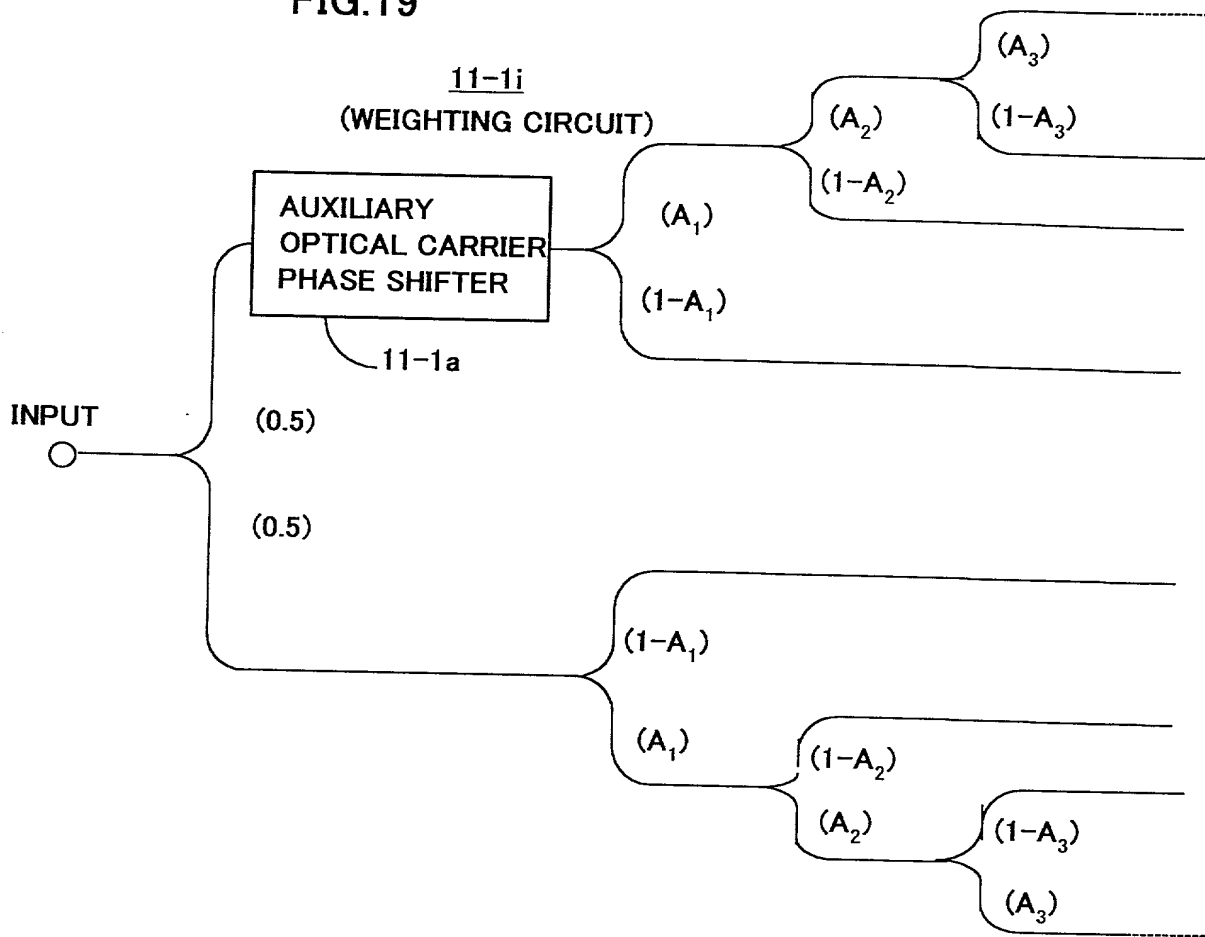 FIG.19
11-1i
(WEIGHTING CIRCUIT)
(A₃)
(1-A₃)
(A₂)
(1-A₂)
AUXILIARY
OPTICAL CARRIER
PHASE SHIFTER
11-1a
(A₁)
(1-A₁)
INPUT
(0.5)
(0.5)
(1-A₁)
(A₁)
(1-A₂)
(A₂)
(1-A₃)
(A₃)